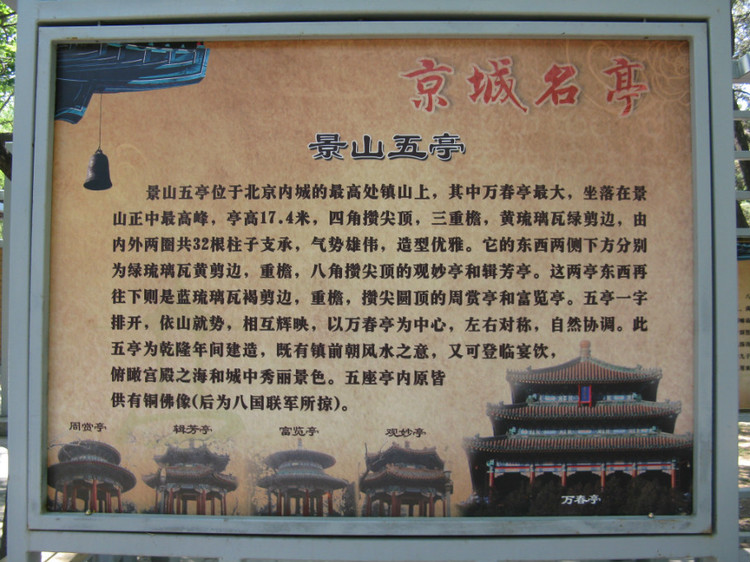 京城名亭
景山五亭
景山五亭位于北京内城的最高处镇山上，其中万春亭最大，坐落在景
山正中最高峰，亭高17.4米，四角攒尖顶，三重檐，黄琉璃瓦绿剪边，由
内外两圈共32根柱子支承，气势雄伟，造型优雅。它的东西两侧下方分别
为绿琉璃瓦黄剪边，重檐，八角攒尖顶的观妙亭和辑芳亭。这两亭东西再
往下则是蓝琉璃瓦褐剪边，重檐，攒尖圆顶的周赏亭和富览亭。五亭一字
排开，依山就势，相互辉映，以万春亭为中心，左右对称，自然协调。此
五亭为乾隆年间建造，既有镇前朝风水之意，又可登临宴饮，
俯瞰宫殿之海和城中秀丽景色。五座亭内原皆
供有铜佛像(后为八国联军所掠)。
周赏亭
辑芳亭
富览亭
观妙亭
万春亭